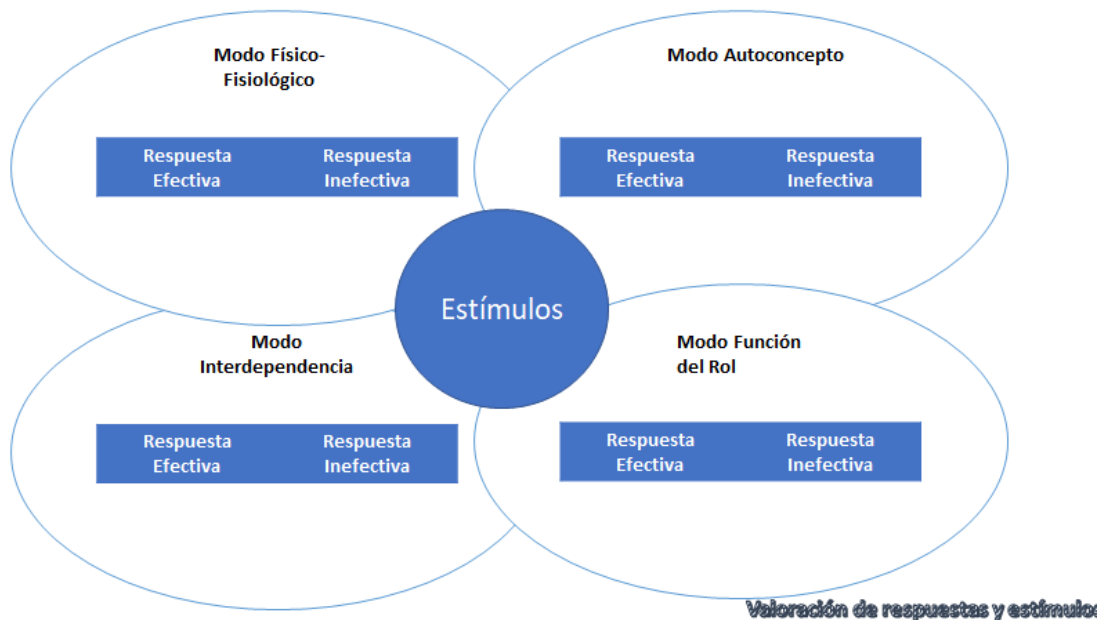 Modo Físico-
Fisiológico
Respuesta
Efectiva
Respuesta
Inefectiva
Modo Autoconcepto
Respuesta
Efectiva
Respuesta
Inefectiva
Estímulos
Modo
Interdependencia
Respuesta
Efectiva
Respuesta
Inefectiva
Modo Función
del Rol
Respuesta
Efectiva
Respuesta
Inefectiva
Valoración de respuestas y estímulos